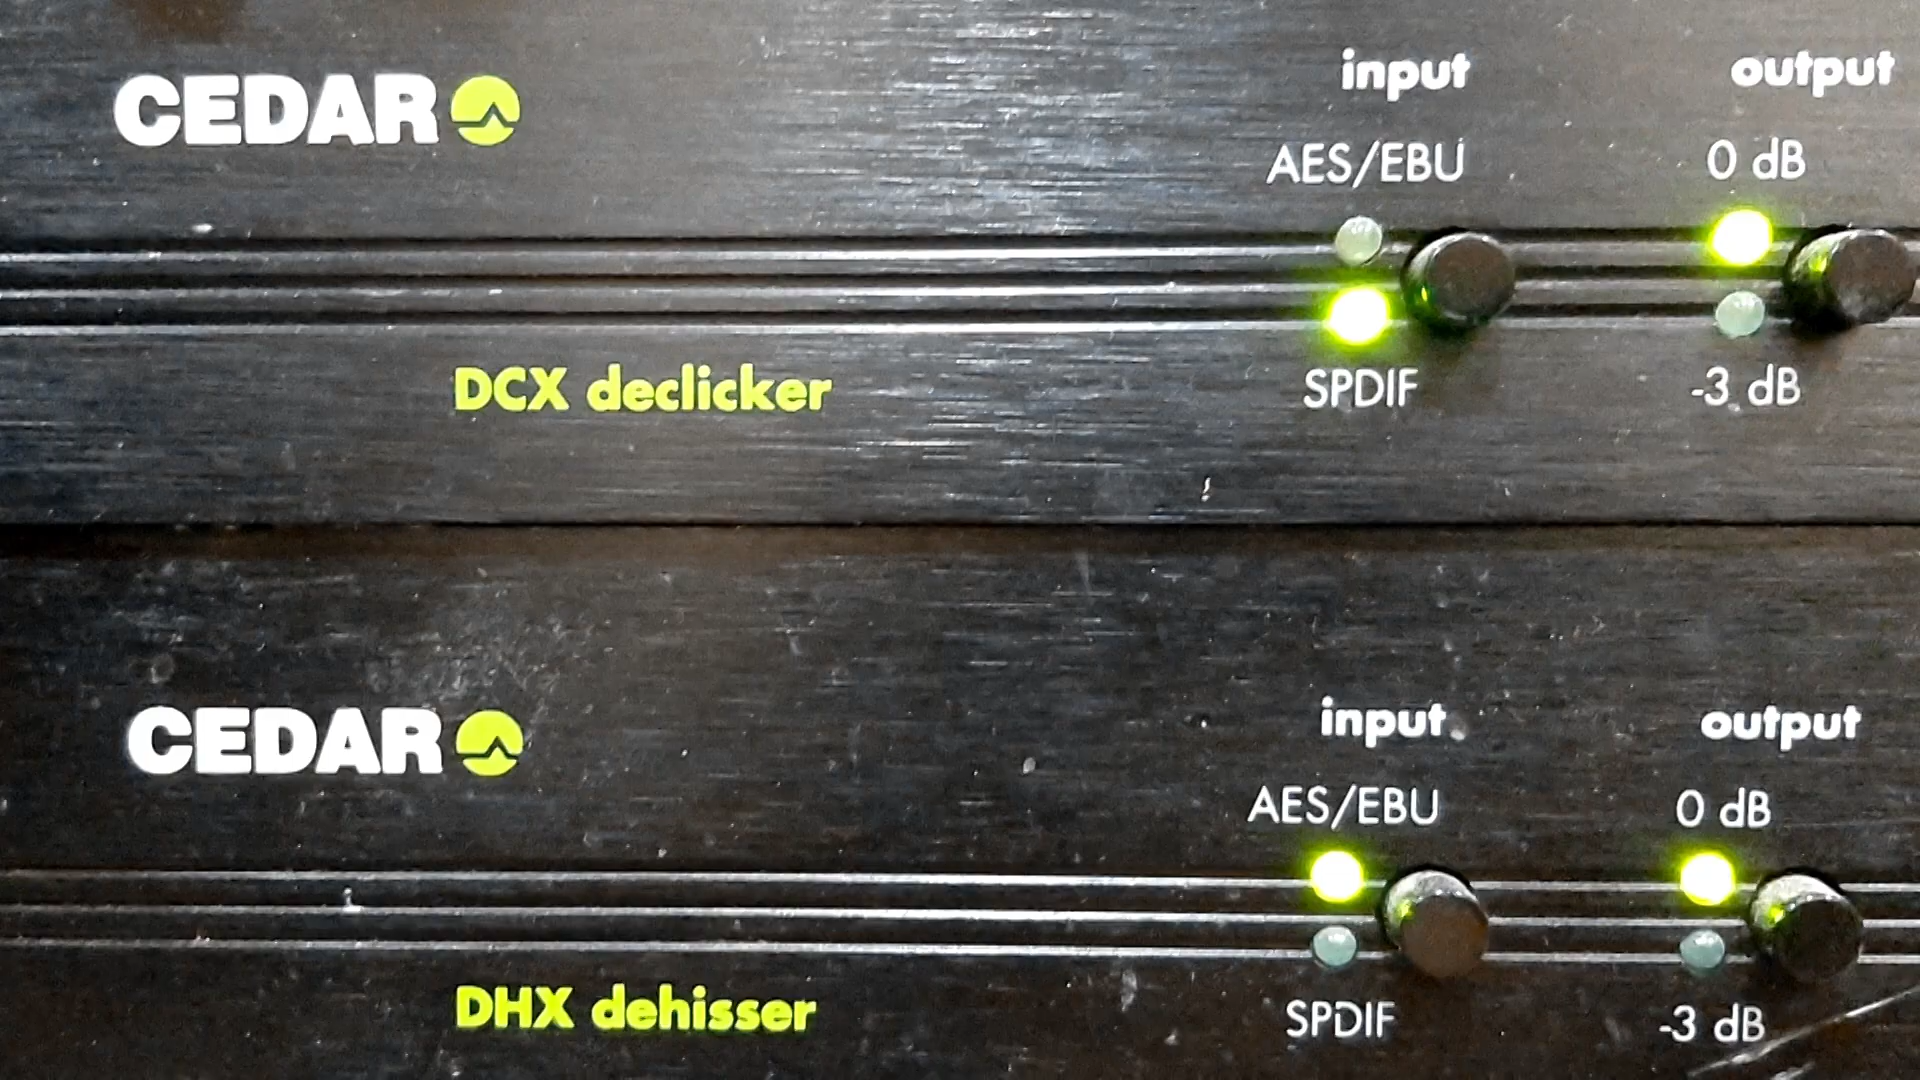 CEDAR
input output
AES/EBU 0 dB
SPDIF -3 dB
DCX declicker
CEDAR
input output
AES/EBU 0 dB
DHX dehisser
SPDIF -3 dB